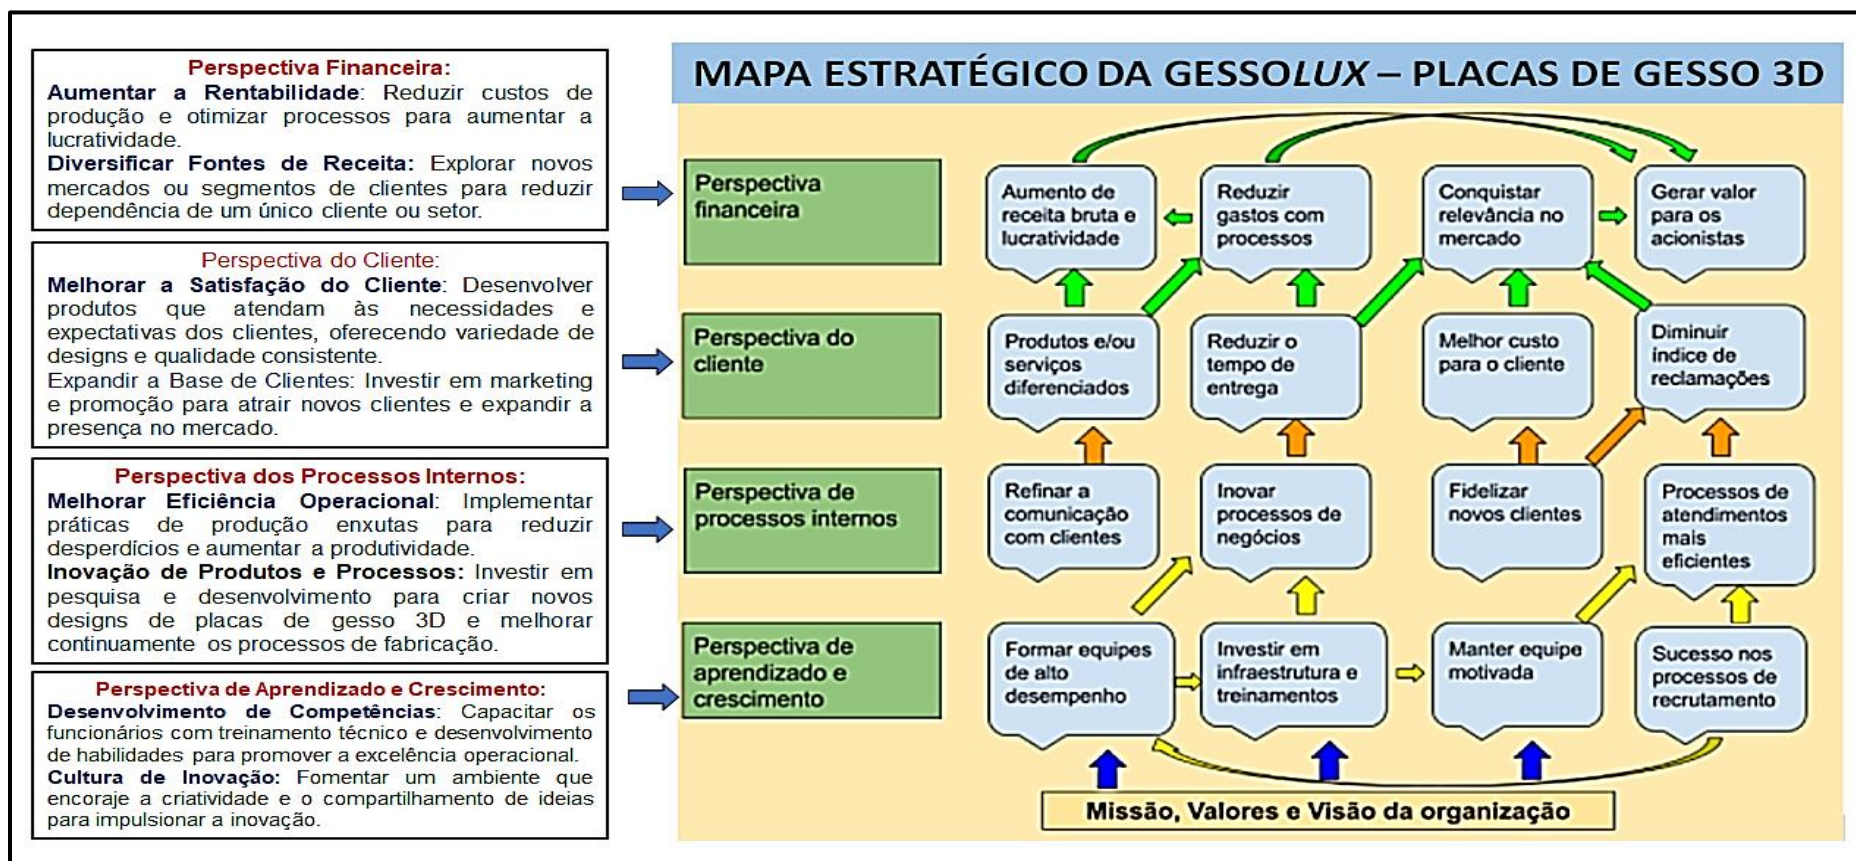 Perspectiva Financeira:
Aumentar a Rentabilidade: Reduzir custos de
produção e otimizar processos para aumentar a
lucratividade.
Diversificar Fontes de Receita: Explorar novos
mercados ou segmentos de clientes para reduzir
dependência de um único cliente ou setor.
Perspectiva do Cliente:
Melhorar a Satisfação do Cliente: Desenvolver
produtos que atendam às necessidades e
expectativas dos clientes, oferecendo variedade de
designs e qualidade consistente.
Expandir a Base de Clientes: Investir em marketing
e promoção para atrair novos clientes e expandir a
presença no mercado.
Perspectiva dos Processos Internos:
Melhorar Eficiência Operacional: Implementar
práticas de produção enxutas para reduzir
desperdícios e aumentar a produtividade.
Inovação de Produtos e Processos: Investir em
pesquisa e desenvolvimento para criar novos
designs de placas de gesso 3D e melhorar
continuamente os processos de fabricação.
Perspectiva de Aprendizado e Crescimento:
Desenvolvimento de Competências: Capacitar os
funcionários com treinamento técnico e desenvolvimento
de habilidades para promover a excelência operacional.
Cultura de Inovação: Fomentar um ambiente que
encoraje a criatividade e o compartilhamento de ideias
para impulsionar a inovação.
MAPA ESTRATÉGICO DA GESSOLUX – PLACAS DE GESSO 3D
Perspectiva
financeira
Aumento de
receita bruta e
lucratividade
Reduzir
gastos com
processos
Conquistar
relevância no
mercado
Gerar valor
para os
acionistas
Perspectiva do
cliente
Produtos e/ou
serviços
diferenciados
Reduzir o
tempo de
entrega
Melhor custo
para o cliente
Diminuir
índice de
reclamações
Perspectiva de
processos internos
Refinar a
comunicação
com clientes
Inovar
processos de
negócios
Fidelizar
novos clientes
Processos de
atendimentos
mais
eficientes
Perspectiva de
aprendizado e
crescimento
Formar equipes
de alto
desempenho
Investir em
infraestrutura e
treinamentos
Manter equipe
motivada
Sucesso nos
processos de
recrutamento
Missão, Valores e Visão da organização